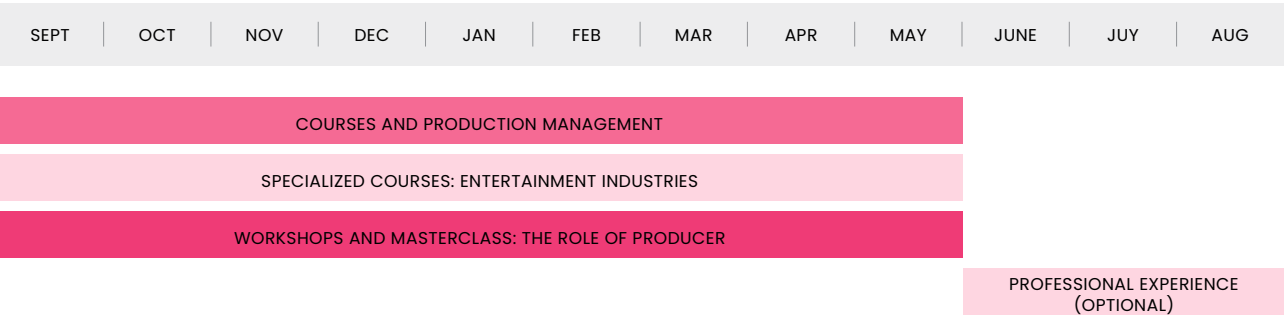 SEPT OCT NOV DEC JAN FEB MAR APR MAY JUNE JUY AUG
COURSES AND PRODUCTION MANAGEMENT
SPECIALIZED COURSES: ENTERTAINMENT INDUSTRIES
WORKSHOPS AND MASTERCLASS: THE ROLE OF PRODUCER
PROFESSIONAL EXPERIENCE
(OPTIONAL)